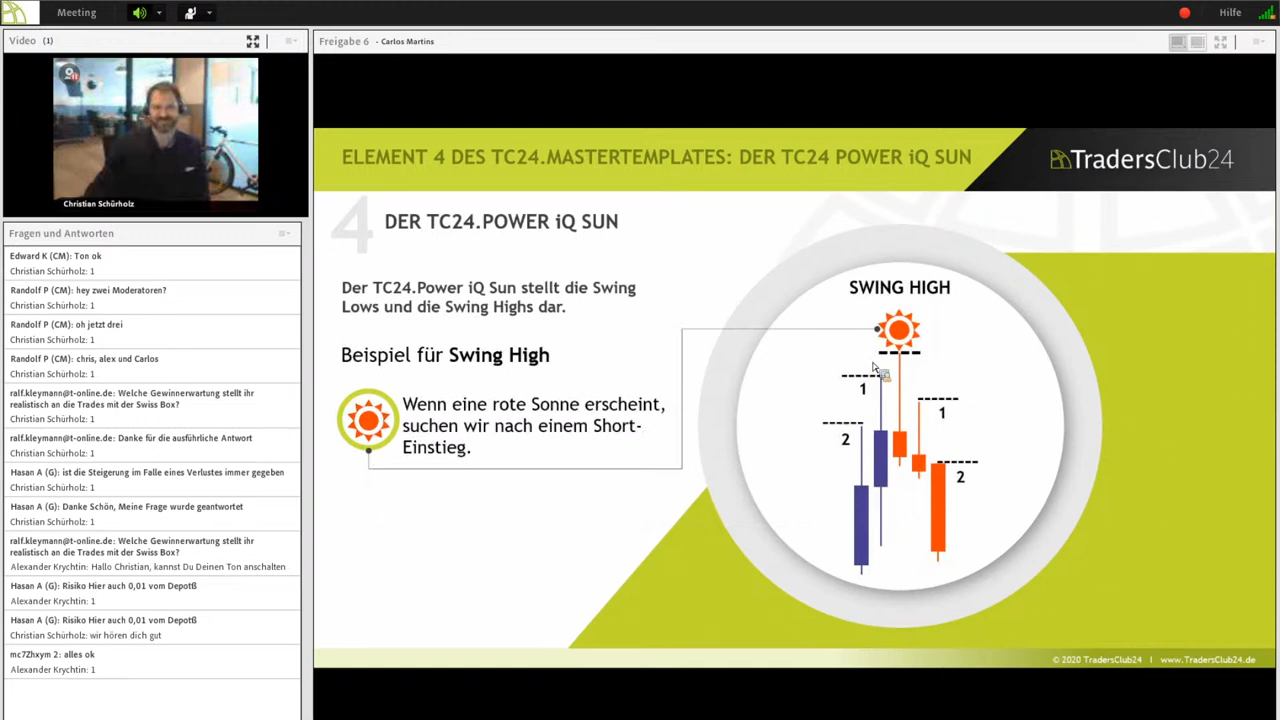 Meeting
Hilfe
Video (1)
Christian Schürholz
Fragen und Antworten
Edward K (CM): Ton ok
Christian Schürholz: 1
Randolf P (CM): hey zwei Moderatoren?
Christian Schürholz: 1
Randolf P (CM): oh jetzt drei
Christian Schürholz: 1
Randolf P (CM): chris, alex und Carlos
Christian Schürholz: 1
ralf.kleymann@t-online.de: Welche Gewinnerwartung stellt ihr
realistisch an die Trades mit der Swiss Box?
Christian Schürholz: 1
ralf.kleymann@t-online.de: Danke für die ausführliche Antwort
Christian Schürholz: 1
Hasan A (G): ist die Steigerung im Falle eines Verlustes immer gegeben
Christian Schürholz: 1
Hasan A (G): Danke Schön, Meine Frage wurde geantwortet
Christian Schürholz: 1
ralf.kleymann@t-online.de: Welche Gewinnerwartung stellt ihr
realistisch an die Trades mit der Swiss Box?
Alexander Krychtin: Hallo Christian, kannst Du Deinen Ton anschalten
Hasan A (G): Risiko Hier auch 0,01 vom Depotß
Alexander Krychtin: 1
Hasan A (G): Risiko Hier auch 0,01 vom Depotß
Christian Schürholz: wir hören dich gut
mc7Zhxym 2: alles ok
Alexander Krychtin: 1
Freigabe 6 - Carlos Martins
ELEMENT 4 DES TC24.MASTERTEMPLATES: DER TC24 POWER iQ SUN
TradersClub24
4 DER TC24.POWER iQ SUN
Der TC24.Power iQ Sun stellt die Swing
Lows und die Swing Highs dar.
Beispiel für Swing High
Wenn eine rote Sonne erscheint,
suchen wir nach einem Short-
Einstieg.
SWING HIGH
1
1
2
2
© 2020 TradersClub24 | www.TradersClub24.de